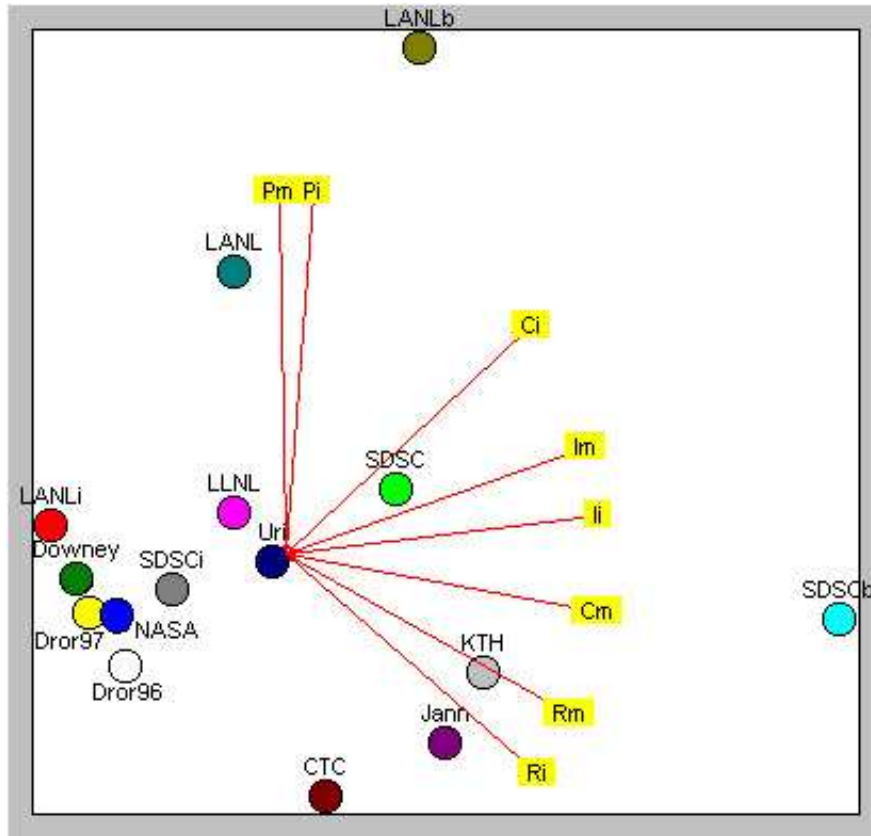 LANLb
Pm Pi
LANL
Ci
Im
SDSC
LLNL
LANLi
Ii
Uri
Downey
SDSCi
SDSCb
Cm
Dror97
NASA
KTH
Dror96
Rm
Jann
CTC
Ri